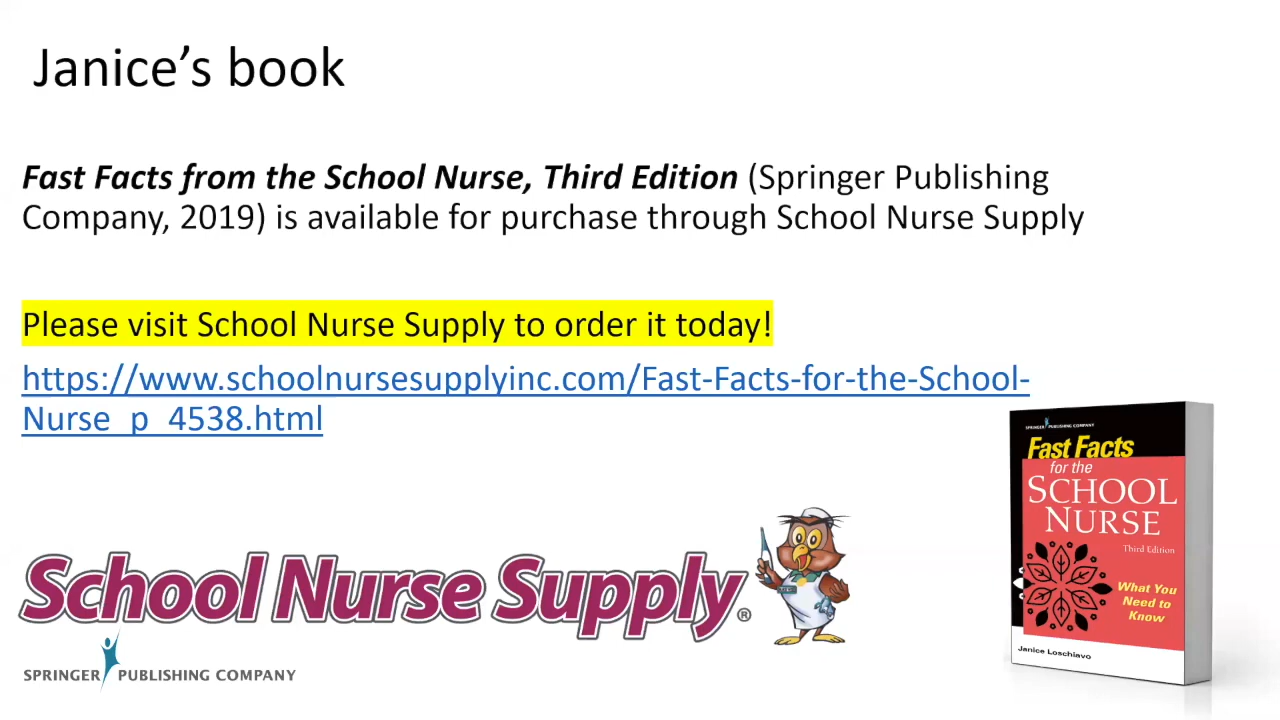 Janice’s book
Fast Facts from the School Nurse, Third Edition (Springer Publishing
Company, 2019) is available for purchase through School Nurse Supply
Please visit School Nurse Supply to order it today!
https://www.schoolnursesupplyinc.com/Fast-Facts-for-the-School-
Nurse_p_4538.html
SPRINGER PUBLISHING COMPANY
Fast Facts
for the
SCHOOL
NURSE
Third Edition
What You
Need to
Know
Janice Loschiavo
School Nurse Supply®
SPRINGER PUBLISHING COMPANY